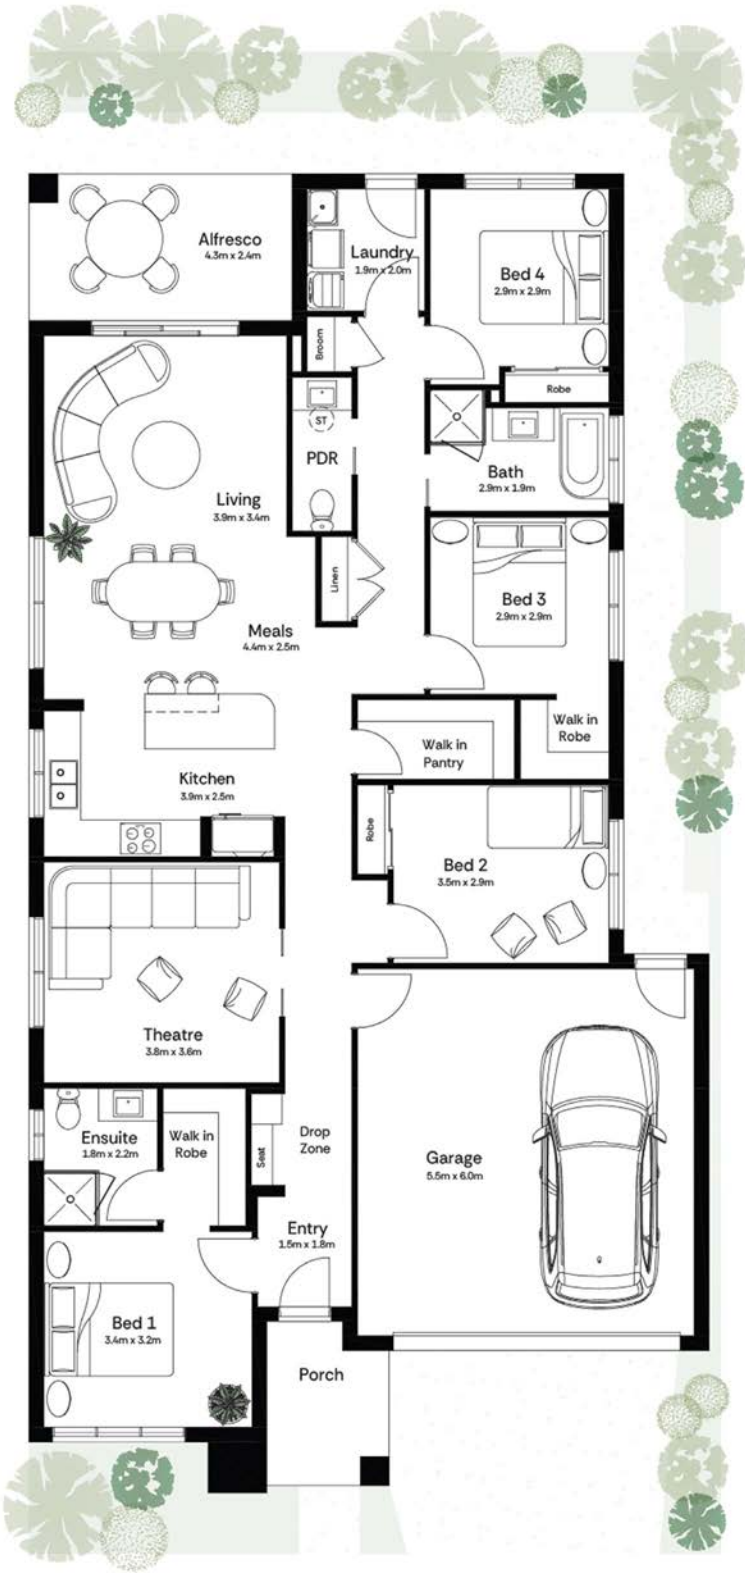 Alfresco
4.3m x 2.4m
Laundry
1.9m x 2.0m
Bed 4
2.9m x 2.9m
Broom
Robe
ST
PDR
Bath
2.9m x 1.9m
Living
3.9m x 3.4m
Linen
Bed 3
2.9m x 2.9m
Meals
4.4m x 2.5m
Walk in
Robe
Walk in
Pantry
Kitchen
3.9m x 2.5m
Robe
Bed 2
3.5m x 2.9m
Theatre
3.8m x 3.6m
Ensuite
1.8m x 2.2m
Walk in
Robe
Seat
Drop
Zone
Garage
5.5m x 6.0m
Entry
1.5m x 1.8m
Bed 1
3.4m x 3.2m
Porch